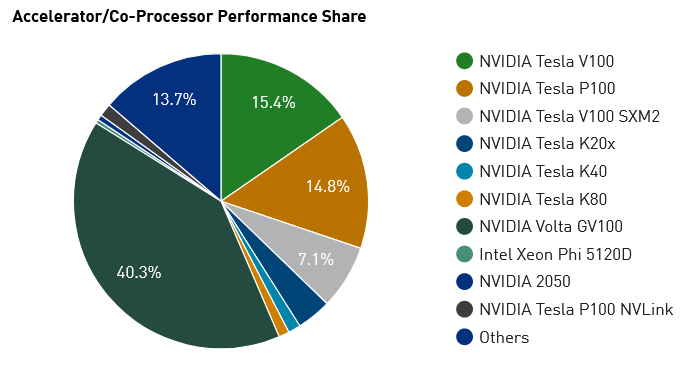 Accelerator/Co-Processor Performance Share
13.7%
15.4%
14.8%
7.1%
40.3%
NVIDIA Tesla V100
NVIDIA Tesla P100
NVIDIA Tesla V100 SXM2
NVIDIA Tesla K20x
NVIDIA Tesla K40
NVIDIA Tesla K80
NVIDIA Volta GV100
Intel Xeon Phi 5120D
NVIDIA 2050
NVIDIA Tesla P100 NVLink
Others